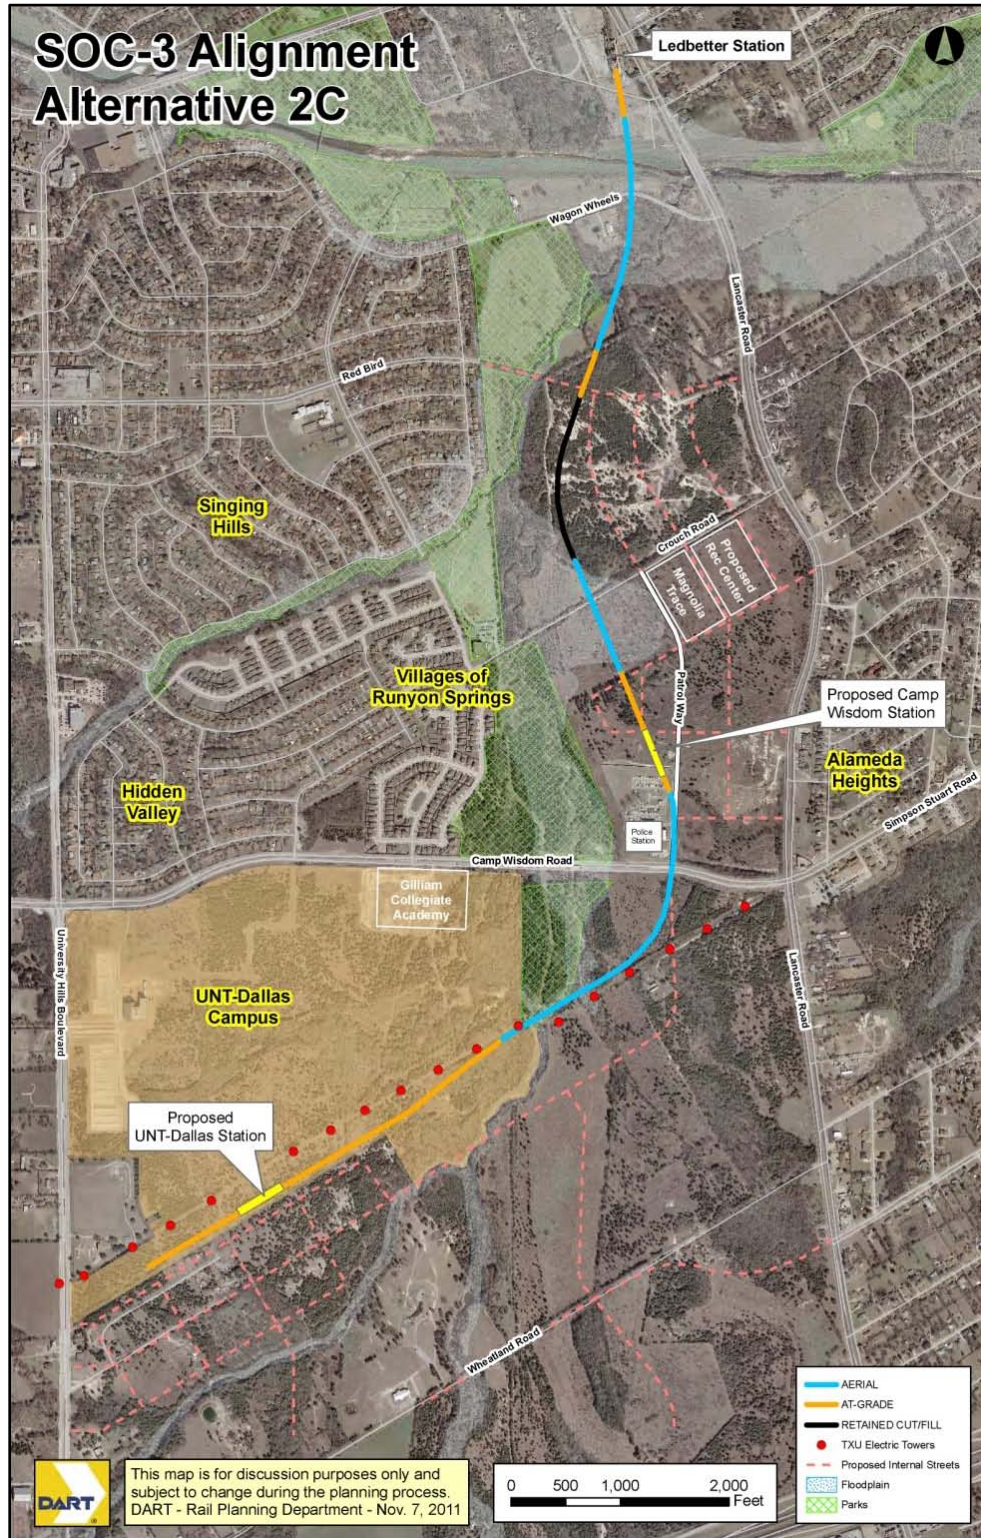 SOC-3 Alignment
Alternative 2C
Ledbetter Station
Wagon Wheels
Lancaster Road
Red Bird
Singing
Hills
Crouch Road
Proposed
Rec Center
Magnolia
Trace
Villages of
Runyon Springs
Patrol Way
Proposed Camp
Wisdom Station
Alameda
Heights
Simpson Stuart Road
Hidden
Valley
Police
Station
Camp Wisdom Road
Gilliam
Collegiate
Academy
University Hills Boulevard
UNT-Dallas
Campus
Lancaster Road
Proposed
UNT-Dallas Station
Wheatland Road
AERIAL
AT-GRADE
RETAINED CUT/FILL
TXU Electric Towers
Proposed Internal Streets
Floodplain
Parks
DART
This map is for discussion purposes only and
subject to change during the planning process.
DART - Rail Planning Department - Nov. 7, 2011
0 500 1,000 2,000
Feet